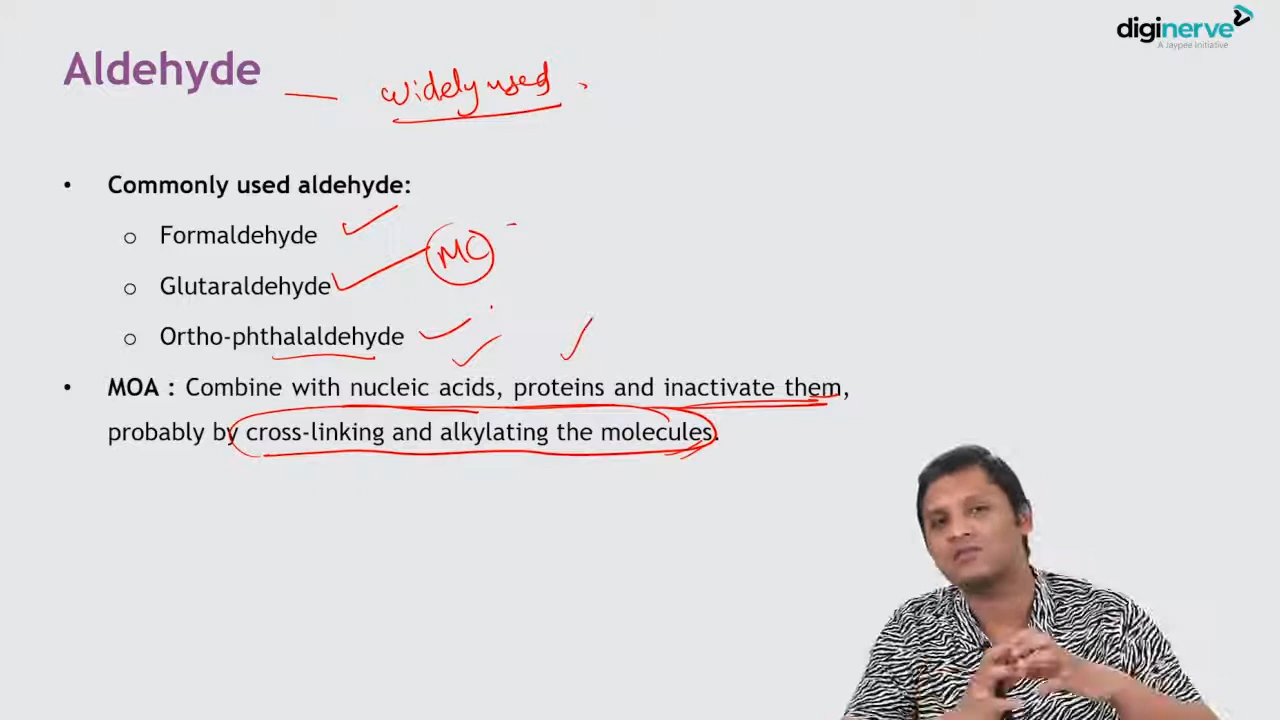 diginerve
A Jaypee Initiative
Aldehyde — widely used
• Commonly used aldehyde:
o Formaldehyde
MC
o Glutaraldehyde
o Ortho-phthalaldehyde
• MOA : Combine with nucleic acids, proteins and inactivate them,
probably by cross-linking and alkylating the molecules.